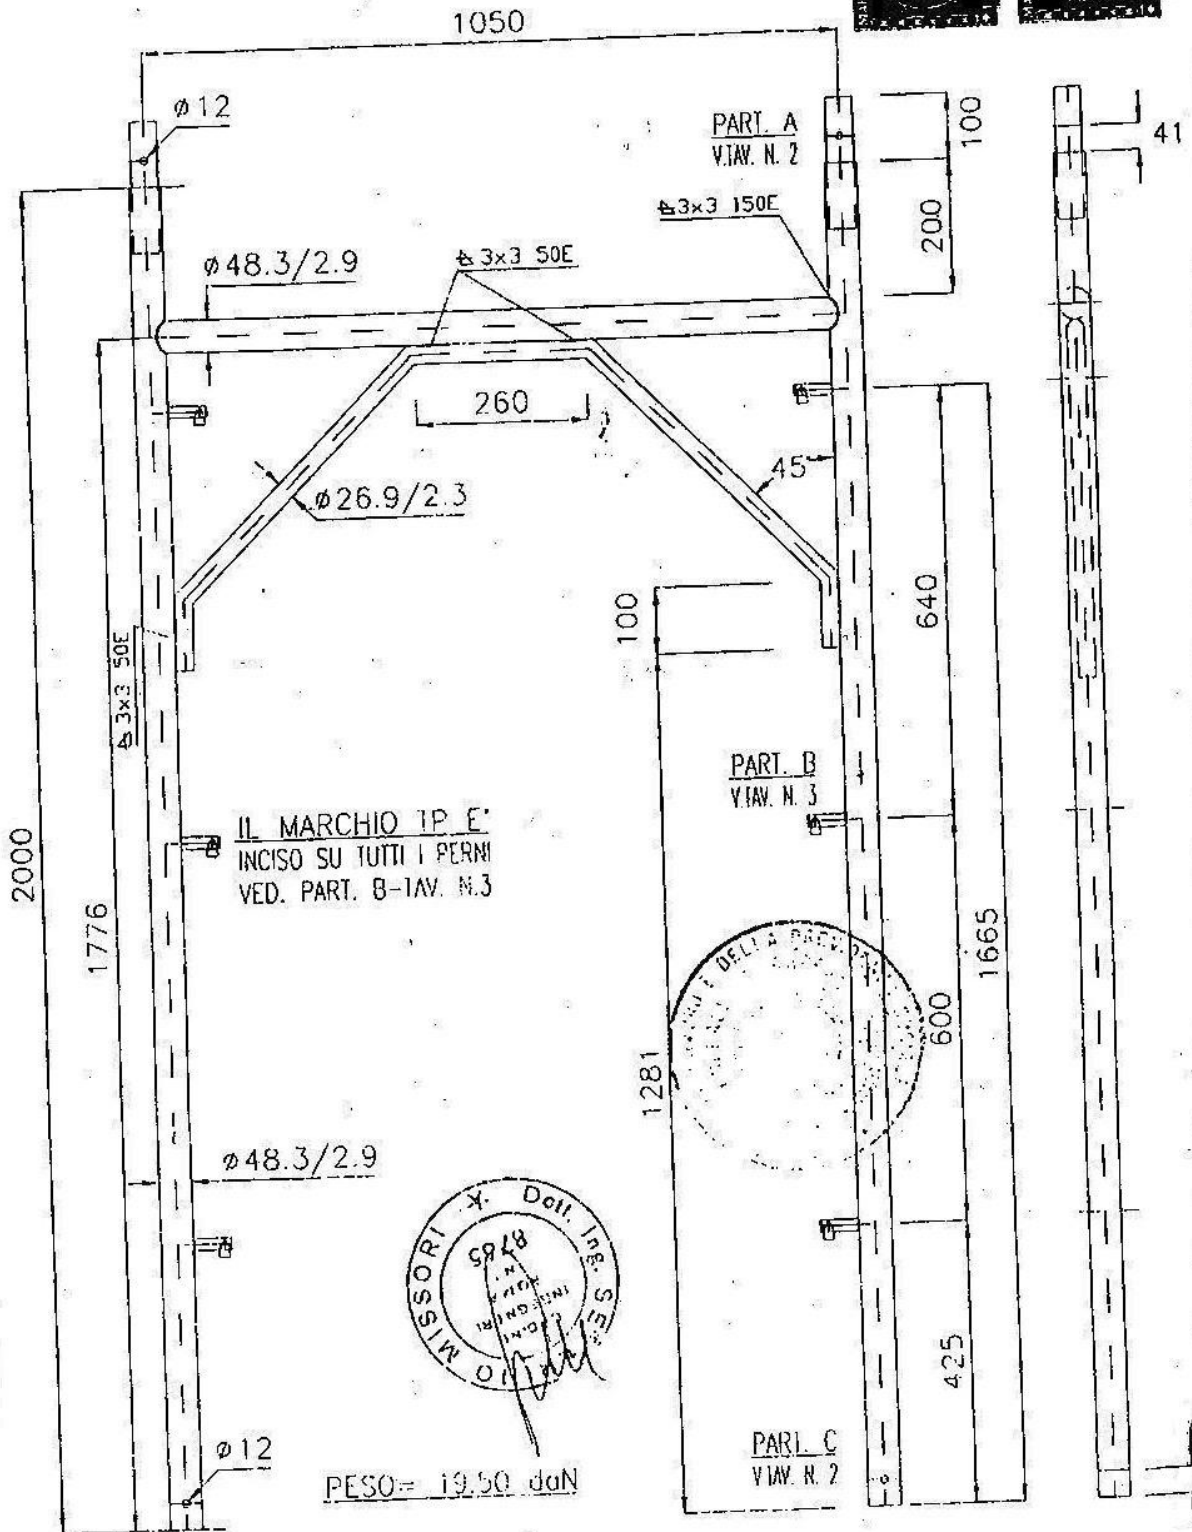 1050
ø12
PART. A
V.TAV. N. 2
100
41
3x3 150E
200
3x3 50E
ø48.3/2.9
260
45
ø26.9/2.3
640
100
3x3 50E
PART. B
V.TAV. N. 3
IL MARCHIO TP E'
INCISO SU TUTTI I PERNI
VED. PART. B-TAV. N.3
2000
1776
1665
600
1281
ø48.3/2.9
Dott. Ing.
MISSORI
8765
425
ø12
PART. C
V.TAV. N. 2
PESO= 19.50 daN